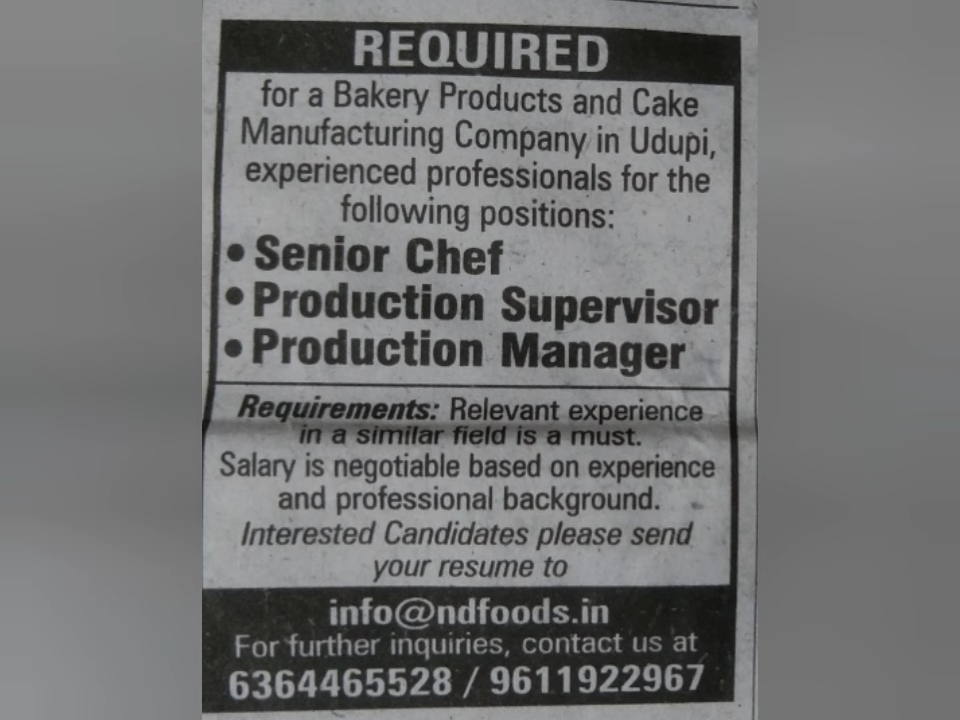 REQUIRED
for a Bakery Products and Cake
Manufacturing Company in Udupi,
experienced professionals for the
following positions:
• Senior Chef
• Production Supervisor
• Production Manager
Requirements: Relevant experience
in a similar field is a must.
Salary is negotiable based on experience
and professional background.
Interested Candidates please send
your resume to
info@ndfoods.in
For further inquiries, contact us at
6364465528 / 9611922967